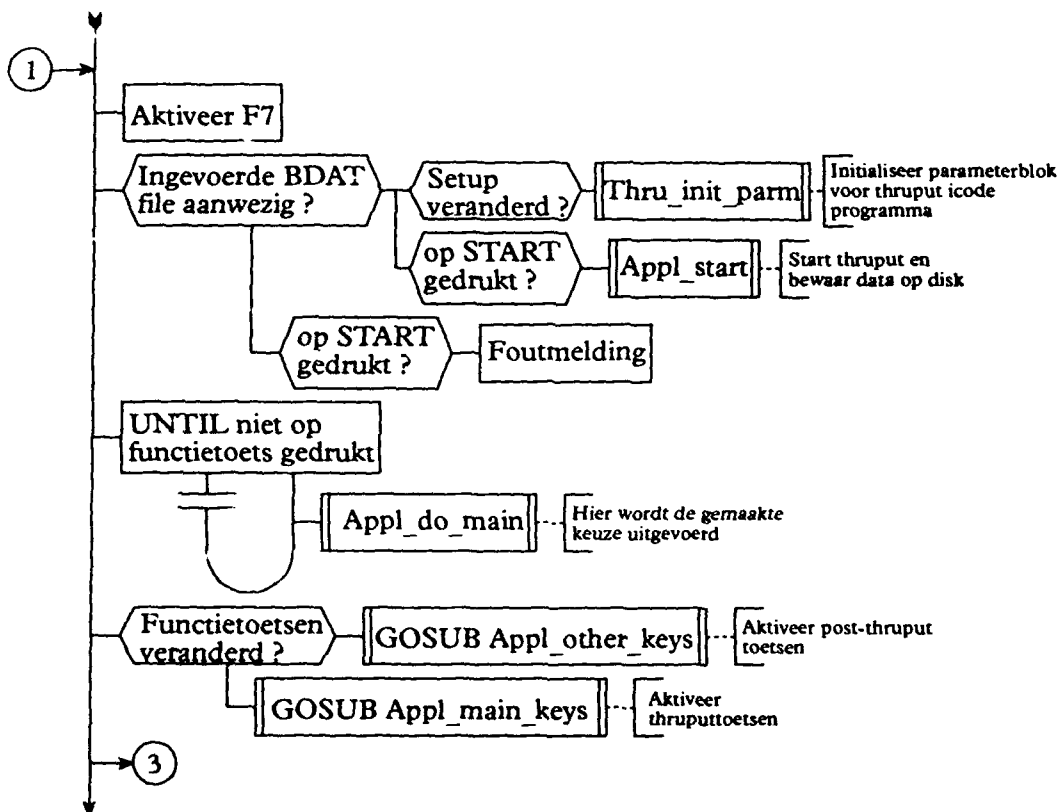 1
Aktiveer F7
Ingevoerde BDAT
file aanwezig ?
Setup
veranderd ?
Thru_init_parm
Initialiseer parameterblok
voor thruput icode
programma
op START
gedrukt ?
Appl_start
Start thruput en
bewaar data op disk
op START
gedrukt ?
Foutmelding
UNTIL niet op
functietoets gedrukt
Appl_do_main
Hier wordt de gemaakte
keuze uitgevoerd
Functietoetsen
veranderd ?
GOSUB Appl_other_keys
Aktiveer post-thruput
toetsen
GOSUB Appl_main_keys
Aktiveer
thruputtoetsen
3